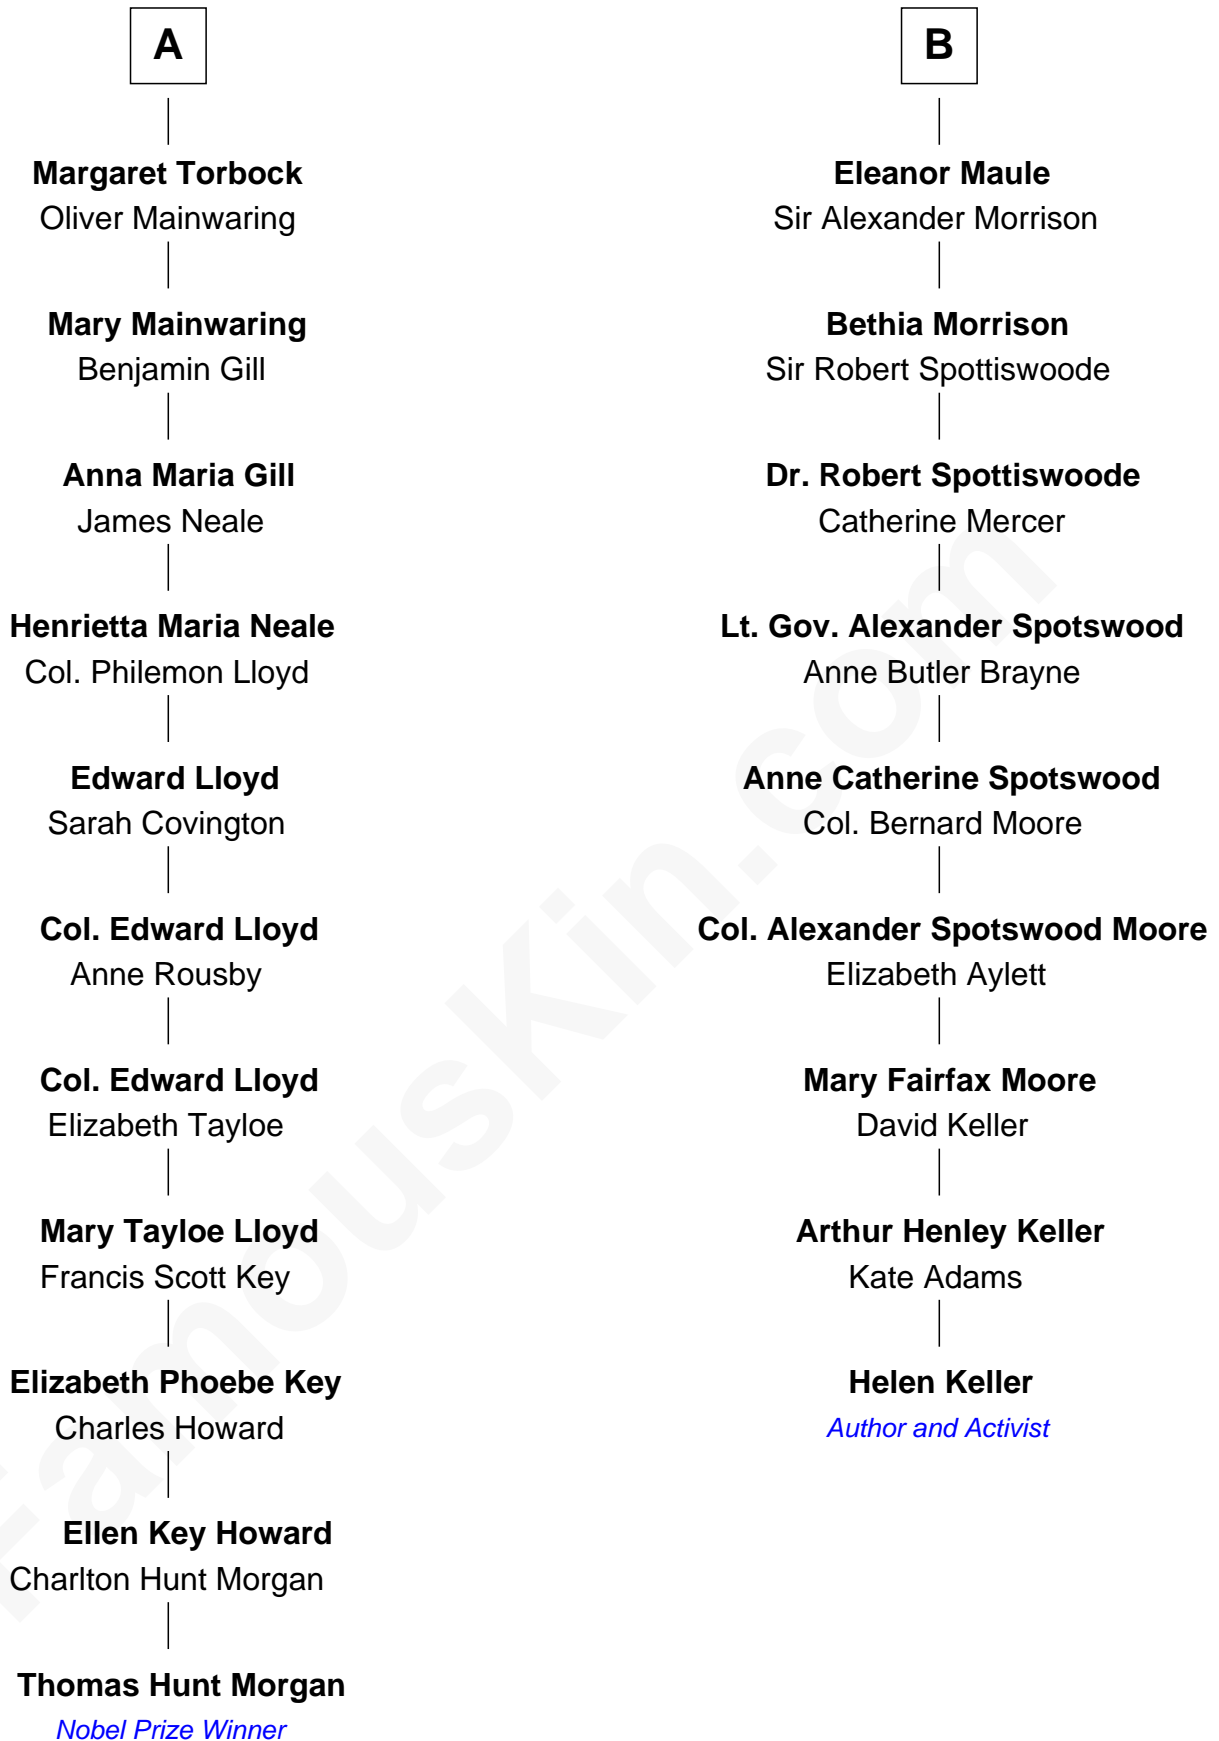 A
Margaret Torbock
Oliver Mainwaring
Mary Mainwaring
Benjamin Gill
Anna Maria Gill
James Neale
Henrietta Maria Neale
Col. Philemon Lloyd
Edward Lloyd
Sarah Covington
Col. Edward Lloyd
Anne Rousby
Col. Edward Lloyd
Elizabeth Tayloe
Mary Tayloe Lloyd
Francis Scott Key
Elizabeth Phoebe Key
Charles Howard
Ellen Key Howard
Charlton Hunt Morgan
Thomas Hunt Morgan
Nobel Prize Winner
B
Eleanor Maule
Sir Alexander Morrison
Bethia Morrison
Sir Robert Spottiswoode
Dr. Robert Spottiswoode
Catherine Mercer
Lt. Gov. Alexander Spotswood
Anne Butler Brayne
Anne Catherine Spotswood
Col. Bernard Moore
Col. Alexander Spotswood Moore
Elizabeth Aylett
Mary Fairfax Moore
David Keller
Arthur Henley Keller
Kate Adams
Helen Keller
Author and Activist
FamousKin.com